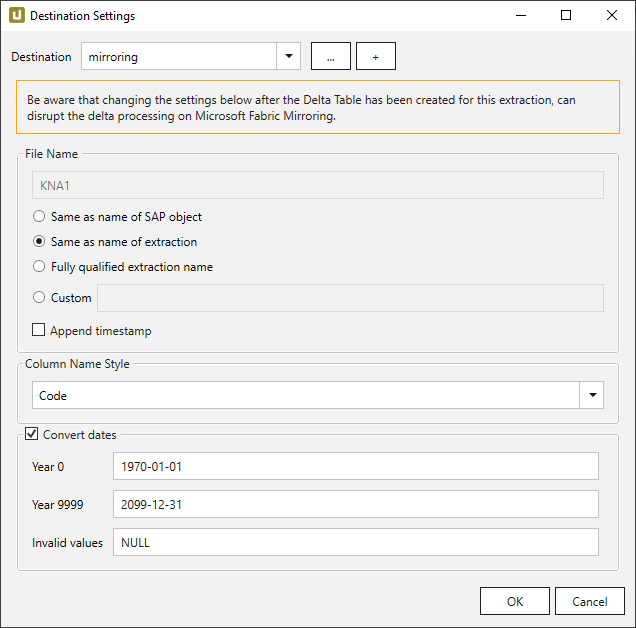 Destination Settings
Destination
mirroring
...
+
Be aware that changing the settings below after the Delta Table has been created for this extraction, can
disrupt the delta processing on Microsoft Fabric Mirroring.
File Name
KNA1
Same as name of SAP object
Same as name of extraction
Fully qualified extraction name
Custom
Append timestamp
Column Name Style
Code
Convert dates
Year 0
1970-01-01
Year 9999
2099-12-31
Invalid values
NULL
OK
Cancel